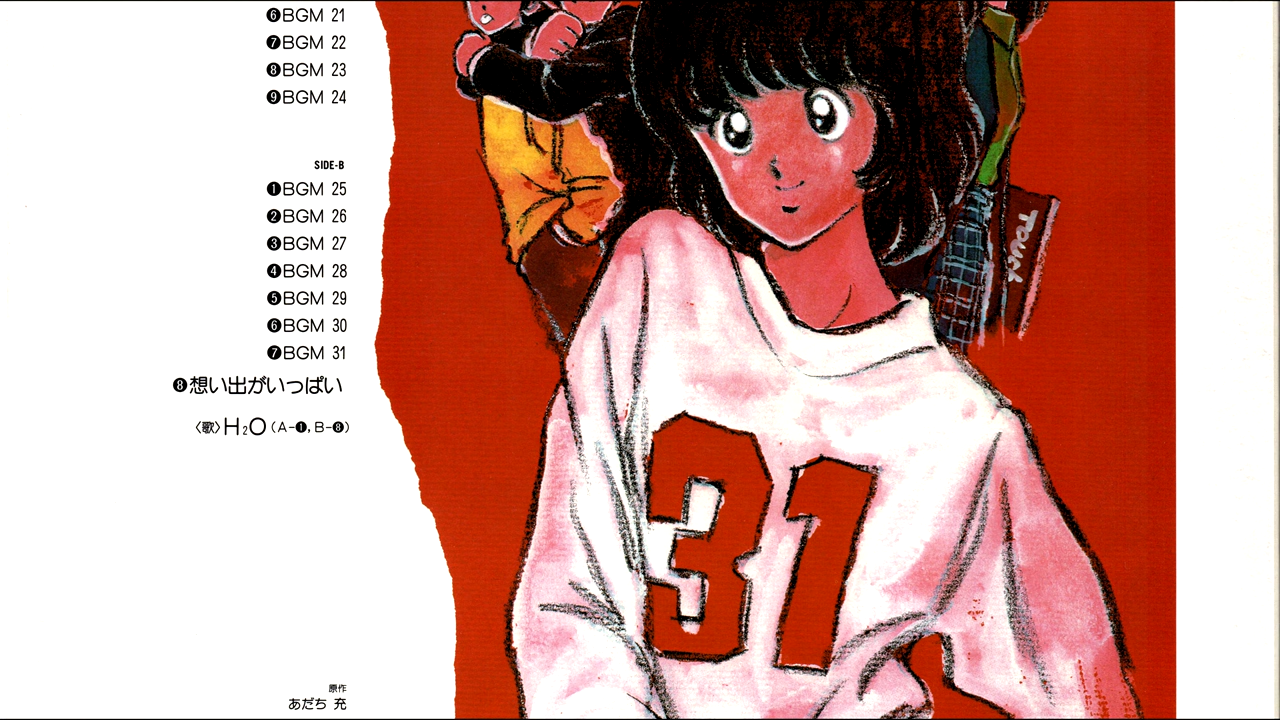 ❻BGM 21
❼BGM 22
❽BGM 23
❾BGM 24
SIDE-B
❶BGM 25
❷BGM 26
❸BGM 27
❹BGM 28
❺BGM 29
❻BGM 30
❼BGM 31
❽想い出がいっぱい
〈歌〉H₂O(A-❶, B-❽)
原作
あだち 充
31